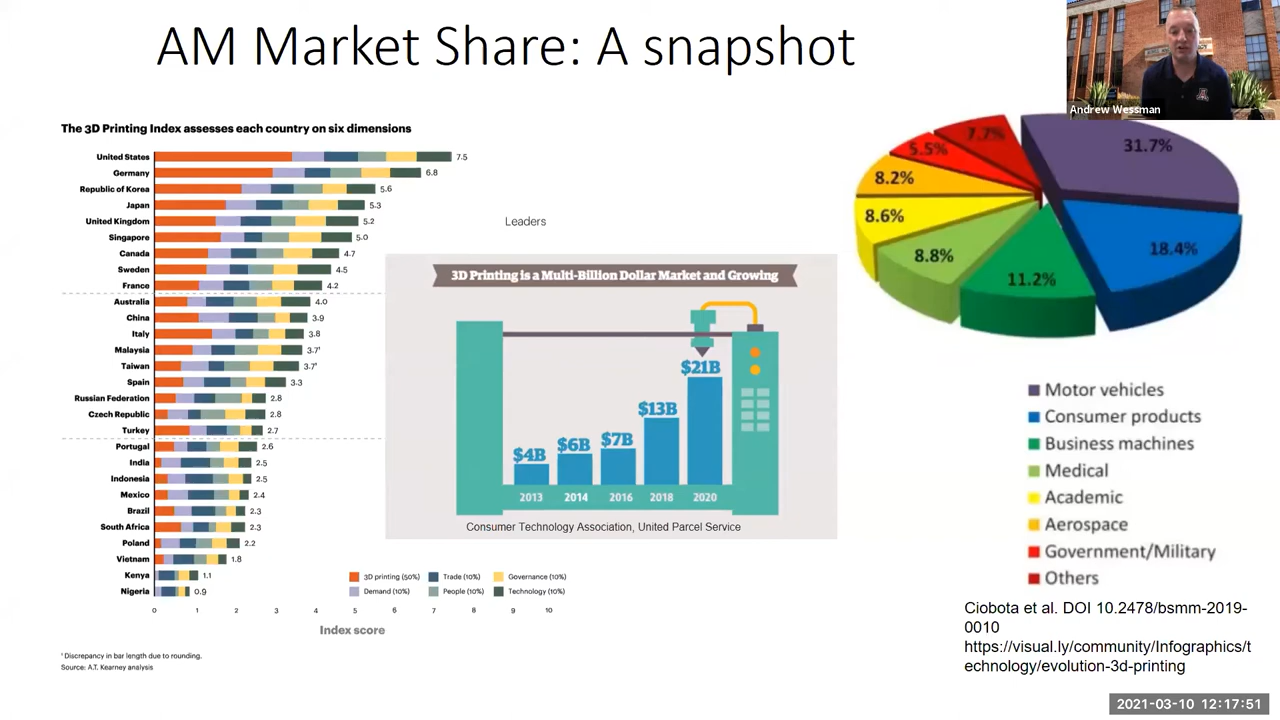 AM Market Share: A snapshot
Andrew Wessman
The 3D Printing Index assesses each country on six dimensions
United States 7.5
Germany 6.8
Republic of Korea 5.6
Japan 5.3
United Kingdom 5.2
Singapore 5.0
Canada 4.7
Sweden 4.5
France 4.2
Australia 4.0
China 3.9
Italy 3.8
Malaysia 3.7¹
Taiwan 3.7¹
Spain 3.3
Russian Federation 2.8
Czech Republic 2.8
Turkey 2.7
Portugal 2.6
India 2.5
Indonesia 2.5
Mexico 2.4
Brazil 2.3
South Africa 2.3
Poland 2.2
Vietnam 1.8
Kenya 1.1
Nigeria 0.9
0 1 2 3 4 5 6 7 8 9 10
Index score
3D printing (50%) Trade (10%) Governance (10%)
Demand (10%) People (10%) Technology (10%)
¹ Discrepancy in bar length due to rounding.
Source: A.T. Kearney analysis
Leaders
3D Printing is a Multi-Billion Dollar Market and Growing
$4B $6B $7B $13B $21B
2013 2014 2016 2018 2020
Consumer Technology Association, United Parcel Service
31.7%
18.4%
11.2%
8.8%
8.6%
8.2%
5.5%
7.7%
Motor vehicles
Consumer products
Business machines
Medical
Academic
Aerospace
Government/Military
Others
Ciobota et al. DOI 10.2478/bsmm-2019-
0010
https://visual.ly/community/Infographics/t
echnology/evolution-3d-printing
2021-03-10 12:17:51